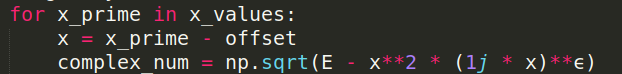 for x_prime in x_values:
    x = x_prime - offset
    complex_num = np.sqrt(E - x**2 * (1j * x)**ϵ)